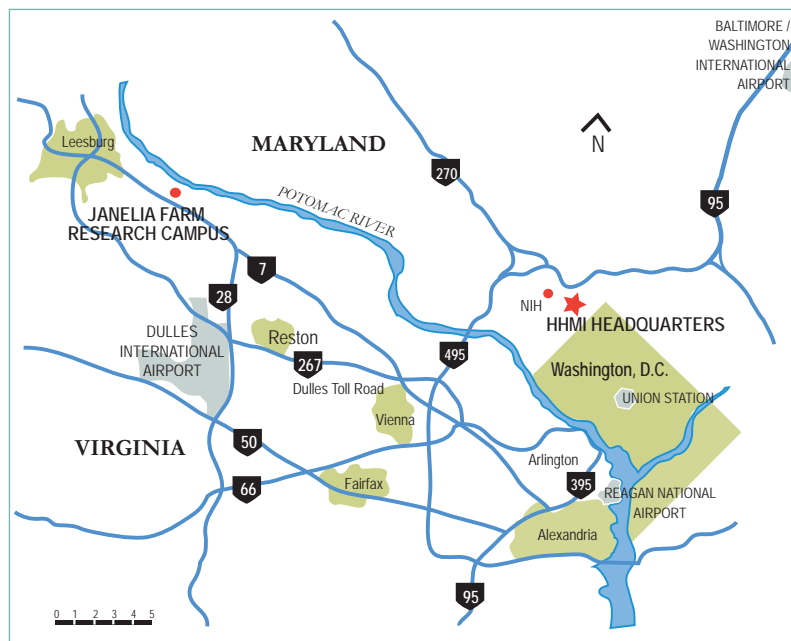 BALTIMORE /
WASHINGTON
INTERNATIONAL
AIRPORT
Leesburg
MARYLAND
N
270
95
POTOMAC RIVER
JANELIA FARM
RESEARCH CAMPUS
7
28
NIH
HHMI HEADQUARTERS
DULLES
INTERNATIONAL
AIRPORT
Reston
267
495
Dulles Toll Road
Washington, D.C.
UNION STATION
Vienna
VIRGINIA
50
Arlington
66
Fairfax
395
REAGAN NATIONAL
AIRPORT
Alexandria
95
0 1 2 3 4 5